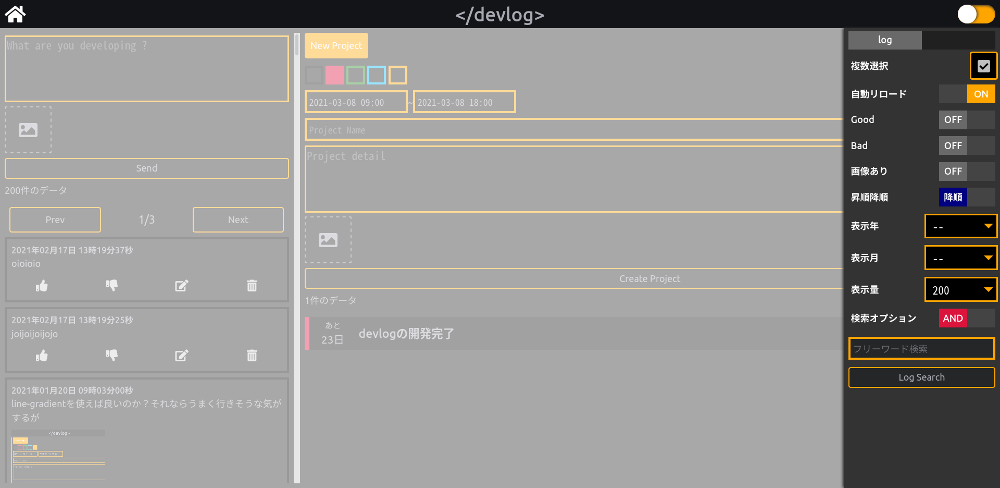 </devlog>
What are you developing ?
Send
200件のデータ
Prev
1/3
Next
2021年02月17日 13時19分37秒
oioioio
2021年02月17日 13時19分25秒
joijoijoijojo
2021年01月20日 09時03分00秒
line-gradientを使えば良いのか？それならうまく行きそうな気が
するが
New Project
2021-03-08 09:00
2021-03-08 18:00
Project Name
Project detail
Create Project
1件のデータ
あと
23日
devlogの開発完了
log
複数選択
自動リロード
ON
Good
OFF
Bad
OFF
画像あり
OFF
昇順降順
降順
表示年
--
表示月
--
表示量
200
検索オプション
AND
フリーワード検索
Log Search